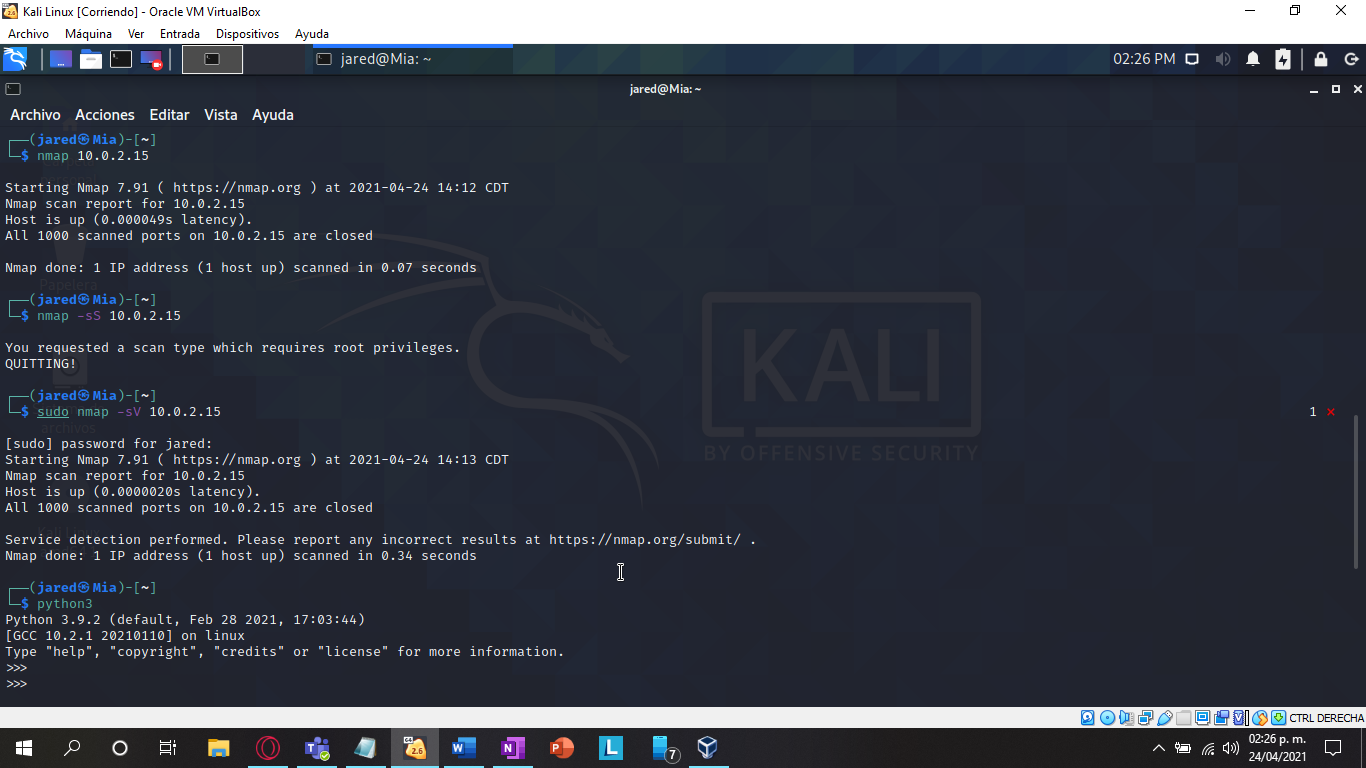 Kali Linux [Corriendo] - Oracle VM VirtualBox
Archivo Máquina Ver Entrada Dispositivos Ayuda
jared@Mia: ~ 02:26 PM
jared@Mia: ~
Archivo Acciones Editar Vista Ayuda
┌──(jared㉿Mia)-[~]
└─$ nmap 10.0.2.15
Starting Nmap 7.91 ( https://nmap.org ) at 2021-04-24 14:12 CDT
Nmap scan report for 10.0.2.15
Host is up (0.000049s latency).
All 1000 scanned ports on 10.0.2.15 are closed
Nmap done: 1 IP address (1 host up) scanned in 0.07 seconds
Papelera
┌──(jared㉿Mia)-[~]
└─$ nmap -sS 10.0.2.15
You requested a scan type which requires root privileges.
QUITTING!
┌──(jared㉿Mia)-[~]
└─$ sudo nmap -sV 10.0.2.15 1 ⨯
archivos
[sudo] password for jared:
Starting Nmap 7.91 ( https://nmap.org ) at 2021-04-24 14:13 CDT
Nmap scan report for 10.0.2.15
Host is up (0.0000020s latency).
All 1000 scanned ports on 10.0.2.15 are closed
Kali Linux
Service detection performed. Please report any incorrect results at https://nmap.org/submit/ .
Nmap done: 1 IP address (1 host up) scanned in 0.34 seconds
┌──(jared㉿Mia)-[~]
└─$ python3
Python 3.9.2 (default, Feb 28 2021, 17:03:44)
[GCC 10.2.1 20210110] on linux
Type "help", "copyright", "credits" or "license" for more information.
>>>
>>>
KALI
BY OFFENSIVE SECURITY
CTRL DERECHA
02:26 p. m.
24/04/2021